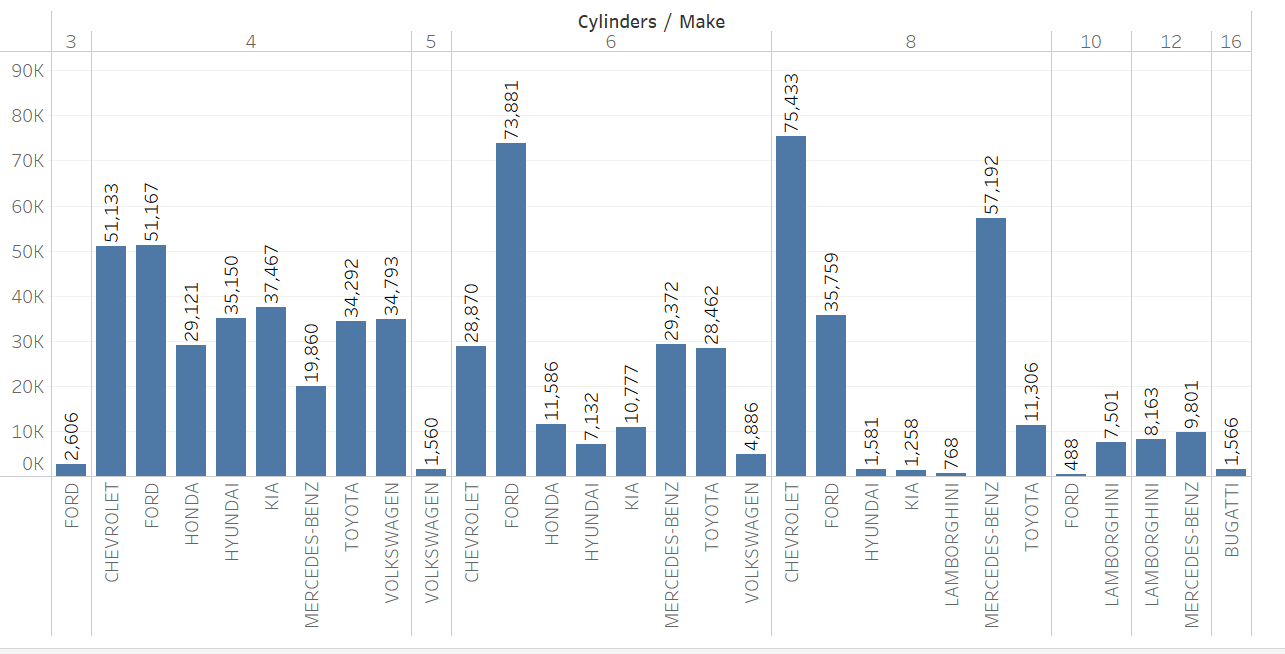 Cylinders / Make
3 4 5 6 8 10 12 16
90K
80K
70K
60K
50K
40K
30K
20K
10K
0K
2,606
51,133
51,167
29,121
35,150
37,467
19,860
34,292
34,793
1,560
28,870
73,881
11,586
7,132
10,777
29,372
28,462
4,886
75,433
35,759
1,581
1,258
768
57,192
11,306
488
7,501
8,163
9,801
1,566
FORD
CHEVROLET
FORD
HONDA
HYUNDAI
KIA
MERCEDES-BENZ
TOYOTA
VOLKSWAGEN
VOLKSWAGEN
CHEVROLET
FORD
HONDA
HYUNDAI
KIA
MERCEDES-BENZ
TOYOTA
VOLKSWAGEN
CHEVROLET
FORD
HYUNDAI
KIA
LAMBORGHINI
MERCEDES-BENZ
TOYOTA
FORD
LAMBORGHINI
LAMBORGHINI
MERCEDES-BENZ
BUGATTI